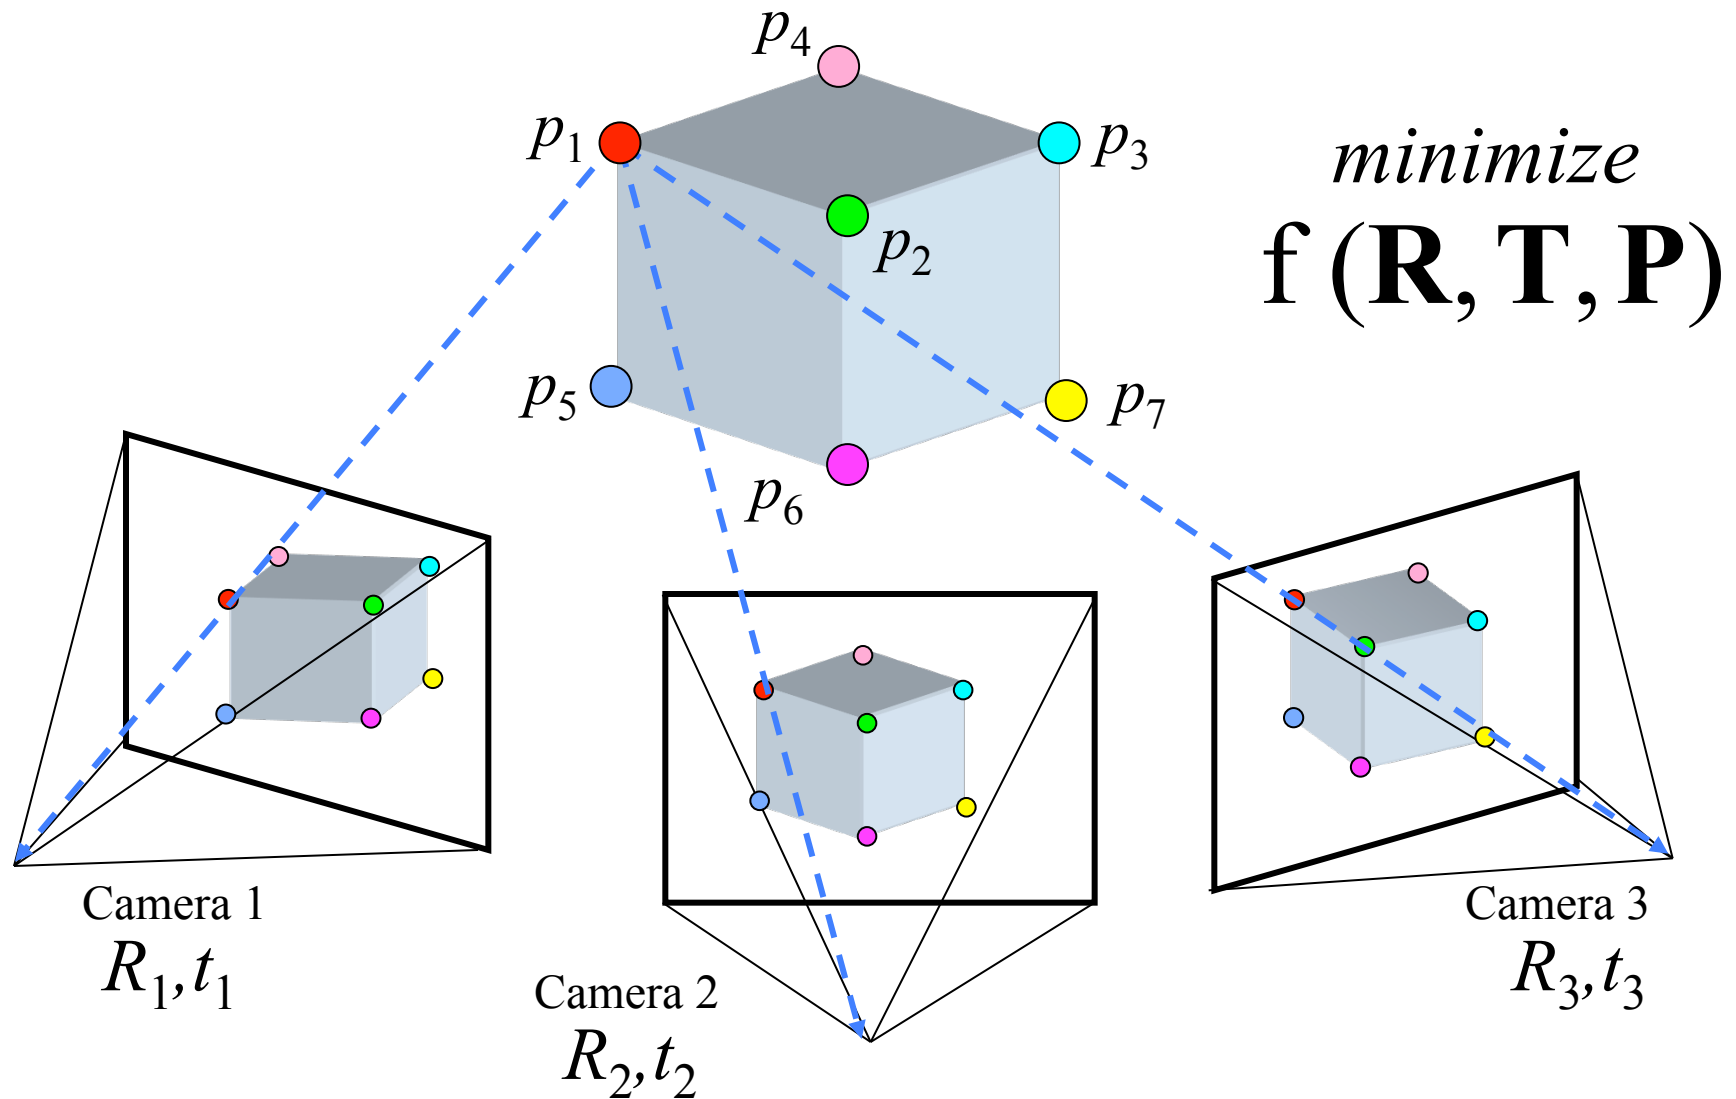 p4
p1
p3
minimize
p2
f (R, T, P)
p5
p7
p6
Camera 1
R1,t1
Camera 2
R2,t2
Camera 3
R3,t3